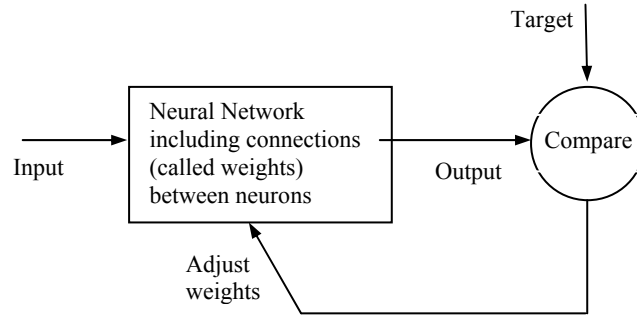 Target
Neural Network
including connections
(called weights)
between neurons
Compare
Input
Output
Adjust
weights